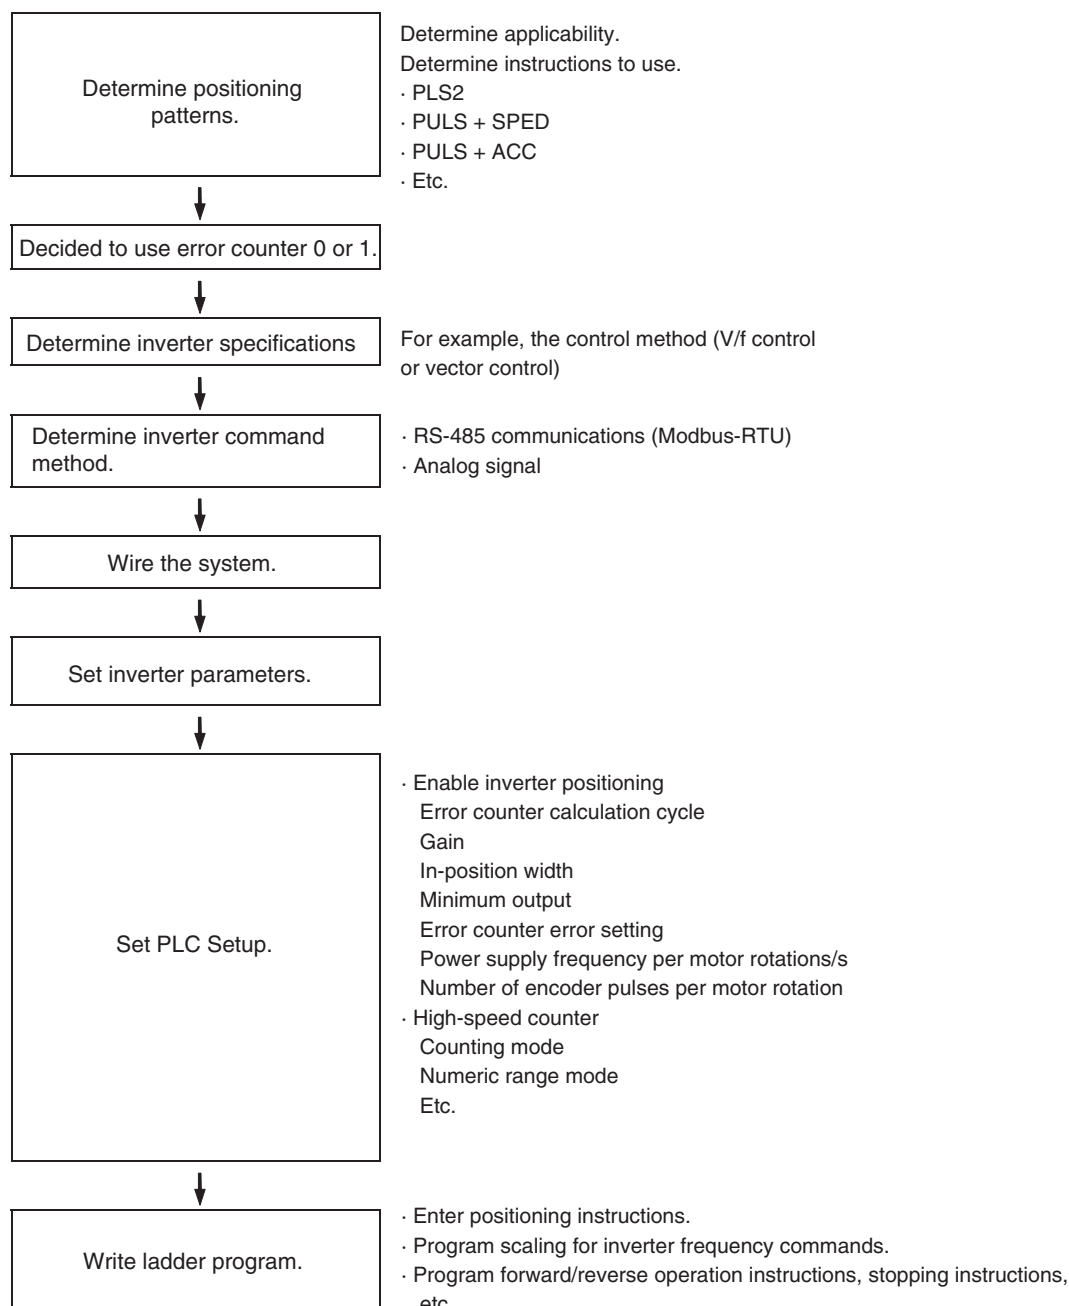 Determine positioning
patterns.
Determine applicability.
Determine instructions to use.
· PLS2
· PULS + SPED
· PULS + ACC
· Etc.
Decided to use error counter 0 or 1.
Determine inverter specifications
For example, the control method (V/f control
or vector control)
Determine inverter command
method.
· RS-485 communications (Modbus-RTU)
· Analog signal
Wire the system.
Set inverter parameters.
Set PLC Setup.
· Enable inverter positioning
Error counter calculation cycle
Gain
In-position width
Minimum output
Error counter error setting
Power supply frequency per motor rotations/s
Number of encoder pulses per motor rotation
· High-speed counter
Counting mode
Numeric range mode
Etc.
Write ladder program.
· Enter positioning instructions.
· Program scaling for inverter frequency commands.
· Program forward/reverse operation instructions, stopping instructions,
etc.